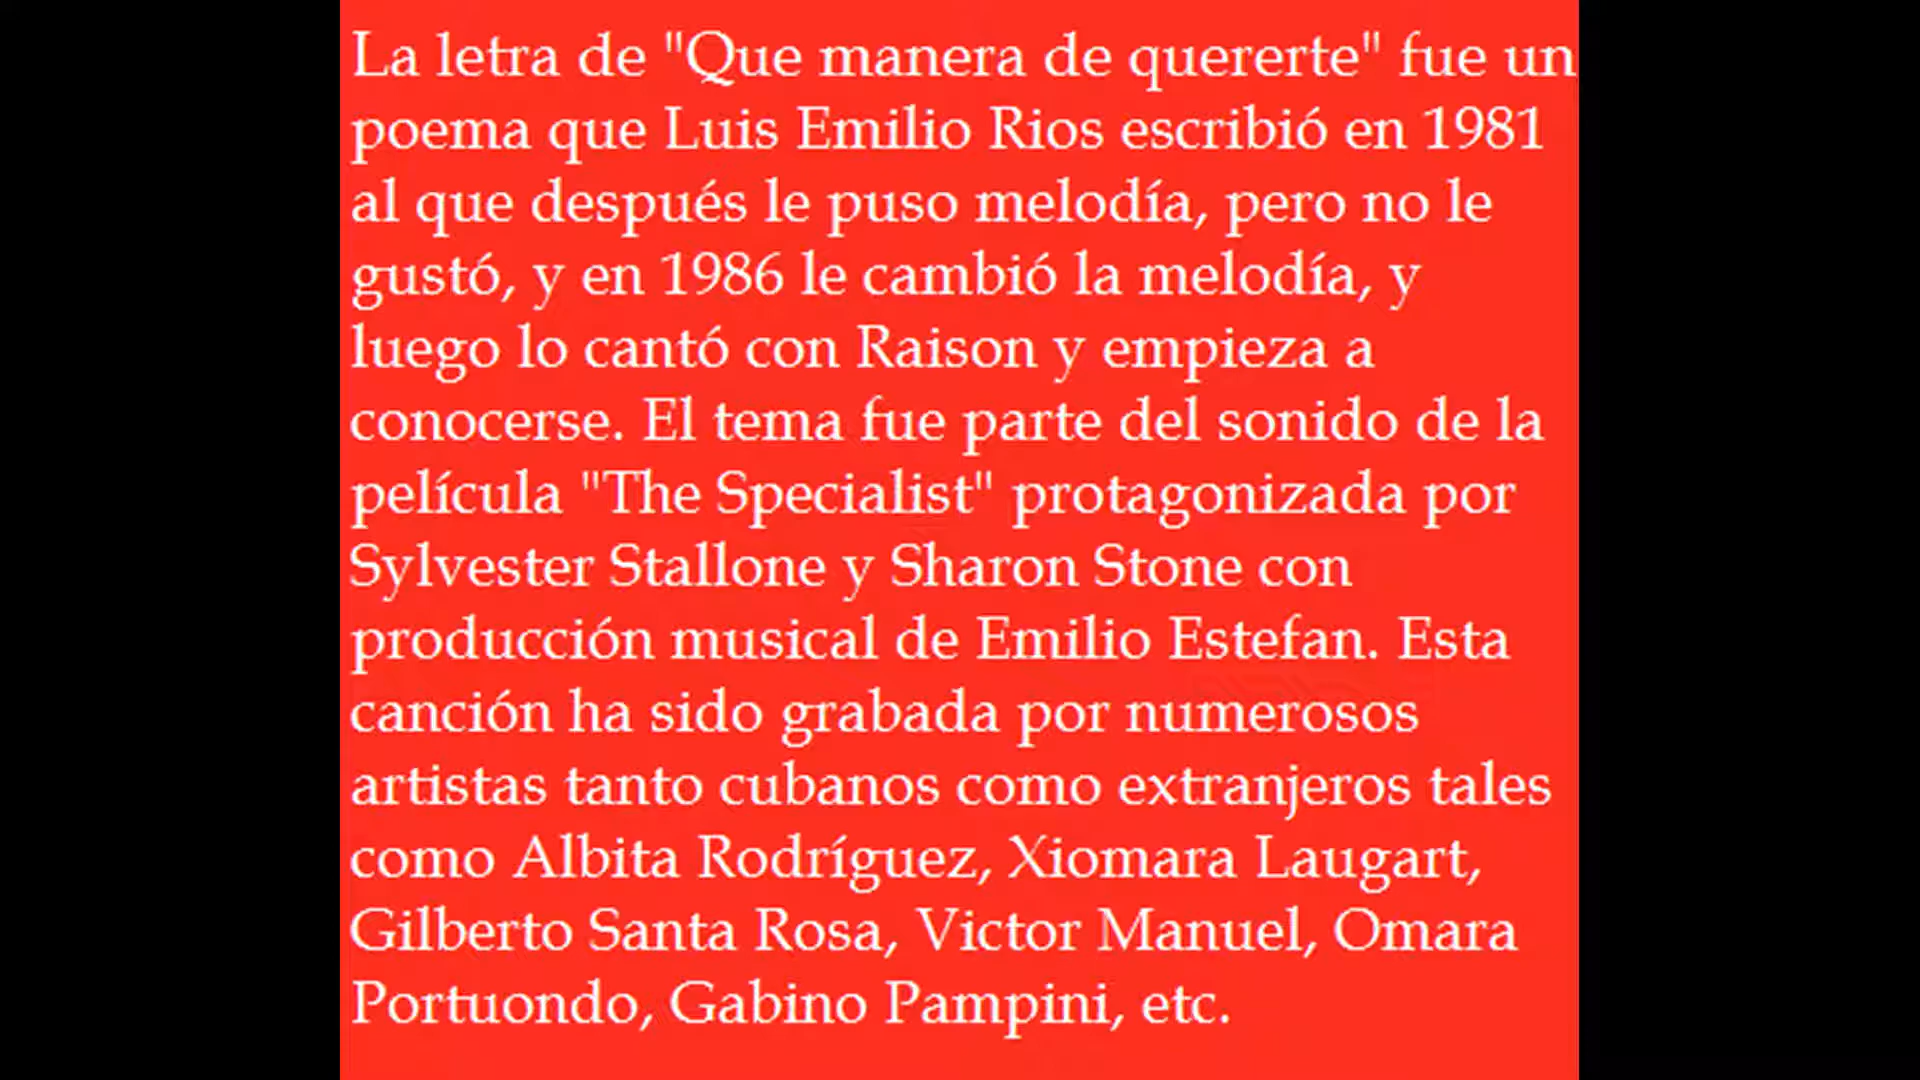 La letra de "Que manera de quererte" fue un
poema que Luis Emilio Rios escribió en 1981
al que después le puso melodía, pero no le
gustó, y en 1986 le cambió la melodía, y
luego lo cantó con Raison y empieza a
conocerse. El tema fue parte del sonido de la
película "The Specialist" protagonizada por
Sylvester Stallone y Sharon Stone con
producción musical de Emilio Estefan. Esta
canción ha sido grabada por numerosos
artistas tanto cubanos como extranjeros tales
como Albita Rodríguez, Xiomara Laugart,
Gilberto Santa Rosa, Victor Manuel, Omara
Portuondo, Gabino Pampini, etc.